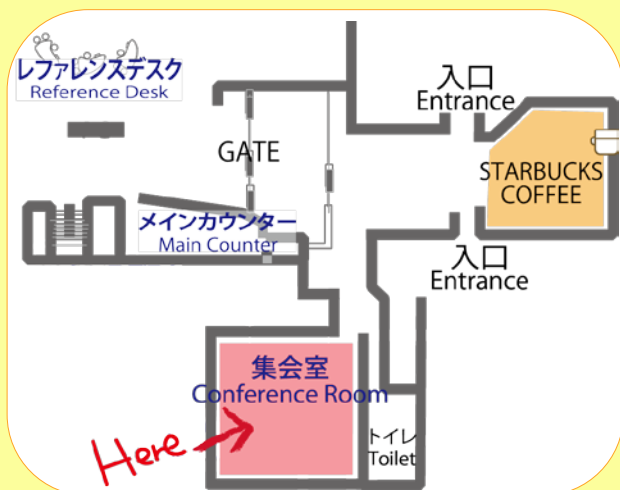 レファレンスデスク
Reference Desk
入口
Entrance
GATE
STARBUCKS
COFFEE
メインカウンター
Main Counter
入口
Entrance
集会室
Conference Room
Here
トイレ
Toilet